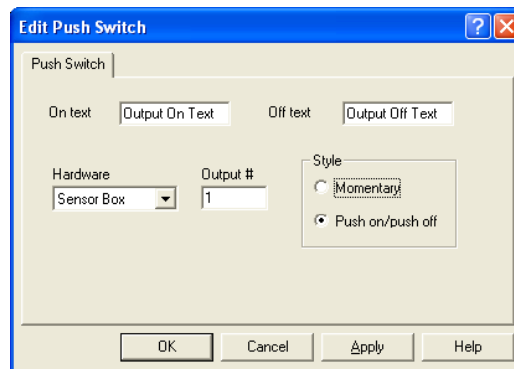 Edit Push Switch
Push Switch
On text Output On Text Off text Output Off Text
Hardware Output # Style
Sensor Box 1 Momentary
Push on/push off
OK Cancel Apply Help